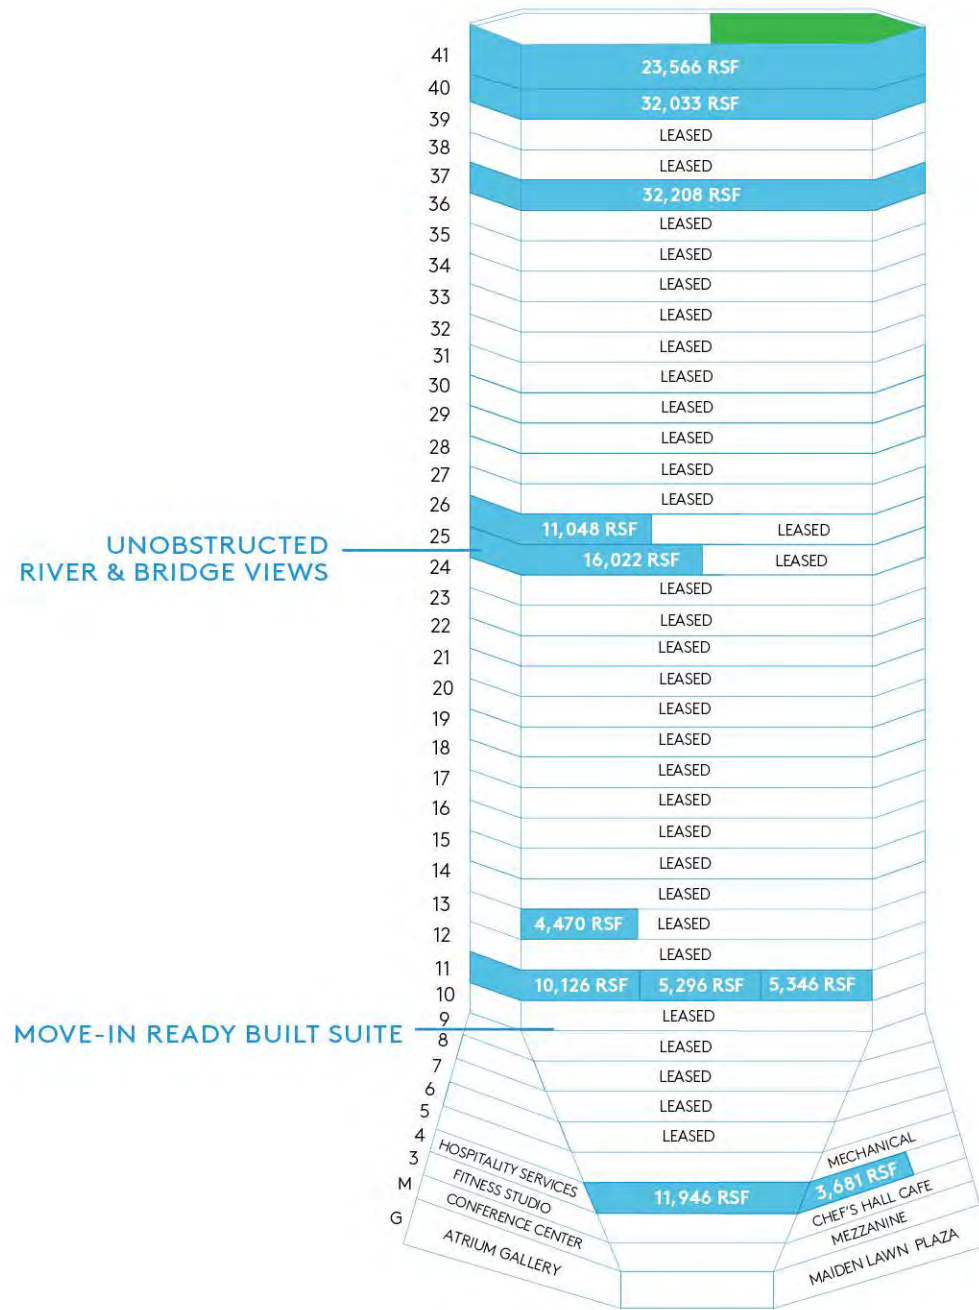 41
23,566 RSF
40
32,033 RSF
39
LEASED
38
LEASED
37
32,208 RSF
36
LEASED
35
LEASED
34
LEASED
33
LEASED
32
LEASED
31
LEASED
30
LEASED
29
LEASED
28
LEASED
27
LEASED
26
11,048 RSF LEASED
25
UNOBSTRUCTED
RIVER & BRIDGE VIEWS
16,022 RSF LEASED
24
LEASED
23
LEASED
22
LEASED
21
LEASED
20
LEASED
19
LEASED
18
LEASED
17
LEASED
16
LEASED
15
LEASED
14
LEASED
13
4,470 RSF LEASED
12
LEASED
11
10,126 RSF 5,296 RSF 5,346 RSF
10
LEASED
9
MOVE-IN READY BUILT SUITE
8
LEASED
7
LEASED
6
LEASED
5
LEASED
4
HOSPITALITY SERVICES
MECHANICAL
3
FITNESS STUDIO
11,946 RSF
3,681 RSF
M
CONFERENCE CENTER
CHEF'S HALL CAFE
MEZZANINE
G
ATRIUM GALLERY
MAIDEN LAWN PLAZA